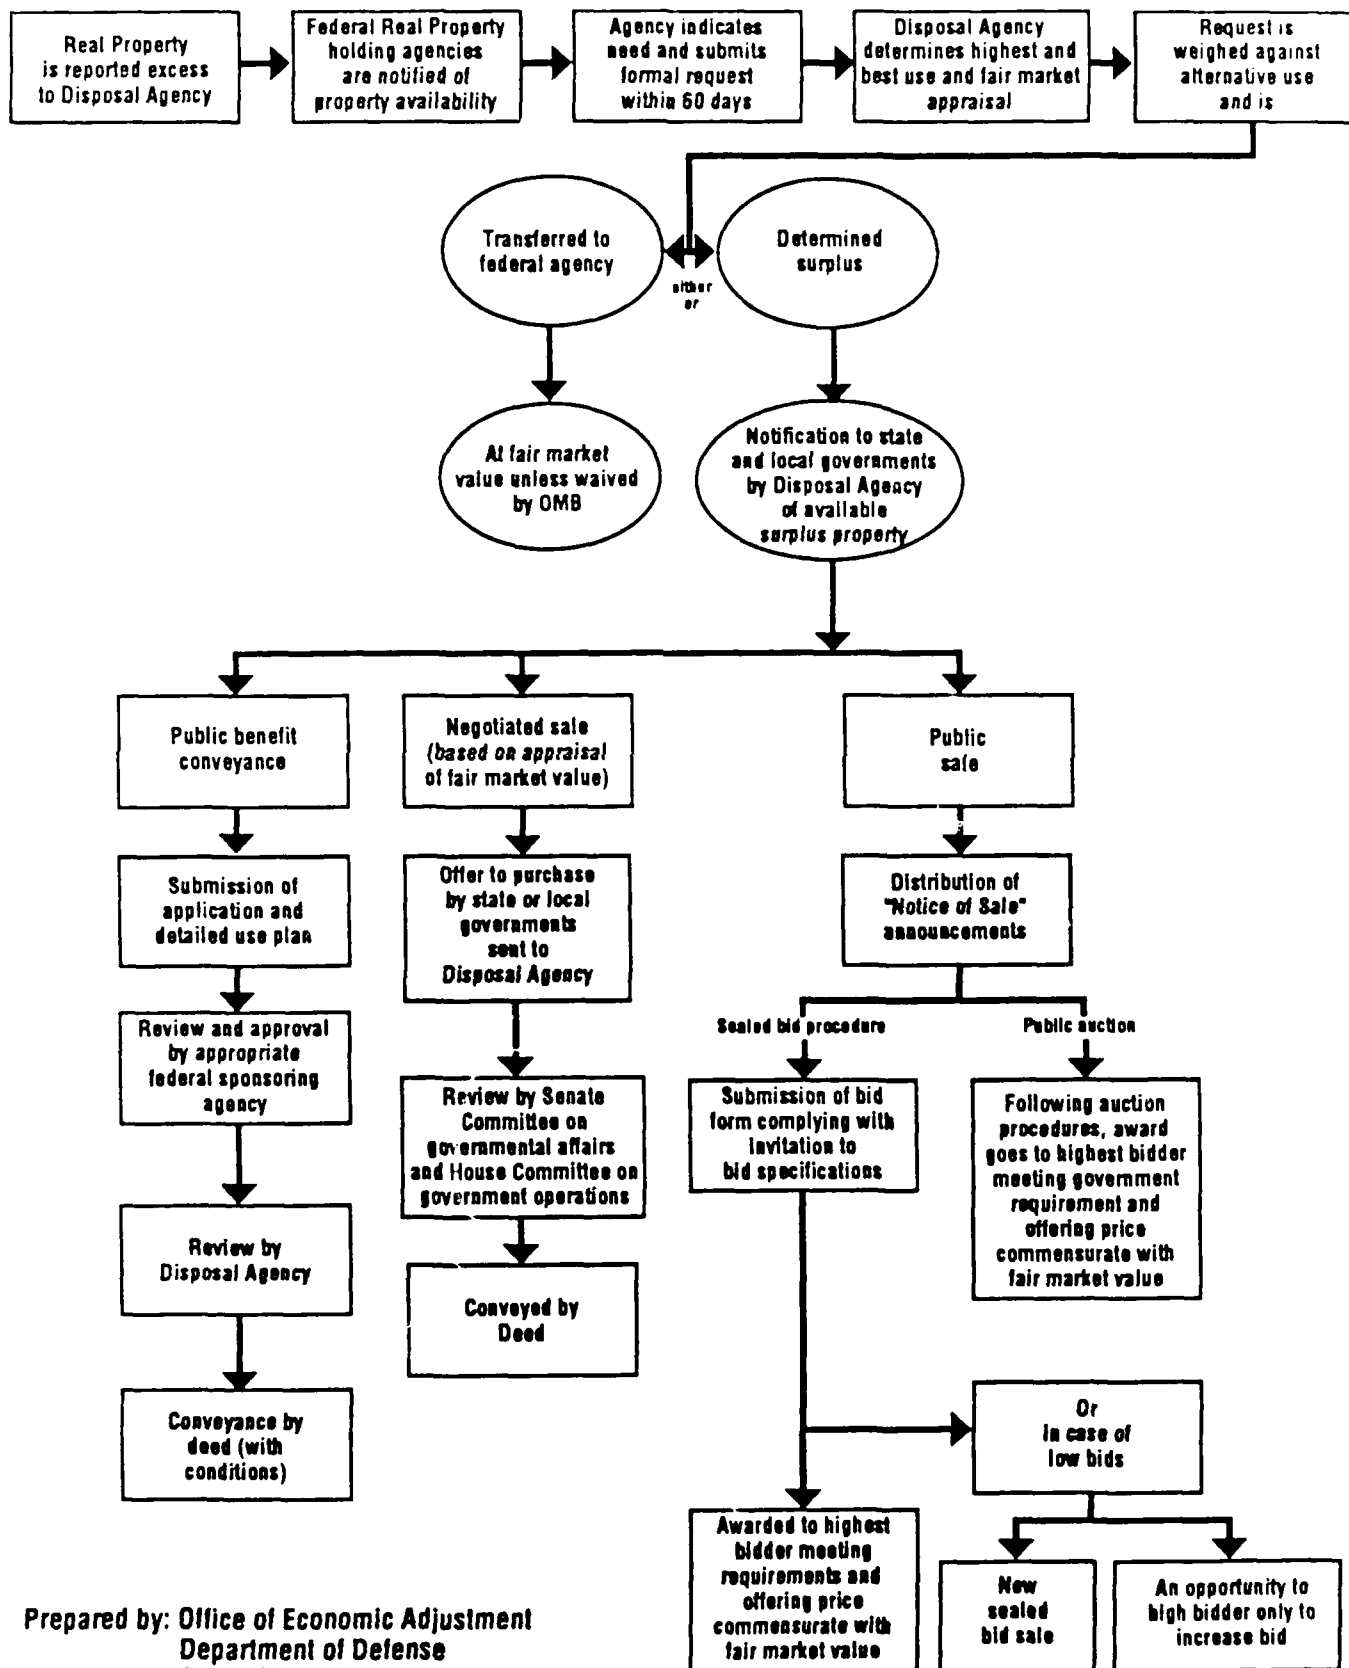 Real Property
is reported excess
to Disposal Agency
Federal Real Property
holding agencies
are notified of
property availability
Agency indicates
need and submits
formal request
within 60 days
Disposal Agency
determines highest and
best use and fair market
appraisal
Request is
weighed against
alternative use
and is
Transferred to
federal agency
either
or
Determined
surplus
At fair market
value unless waived
by OMB
Notification to state
and local governments
by Disposal Agency
of available
surplus property
Public benefit
conveyance
Negotiated sale
(based on appraisal
of fair market value)
Public
sale
Submission of
application and
detailed use plan
Offer to purchase
by state or local
governments
sent to
Disposal Agency
Distribution of
"Notice of Sale"
announcements
Review and approval
by appropriate
federal sponsoring
agency
Review by Senate
Committee on
governmental affairs
and House Committee on
government operations
Sealed bid procedure
Public auction
Submission of bid
form complying with
invitation to
bid specifications
Following auction
procedures, award
goes to highest bidder
meeting government
requirement and
offering price
commensurate with
fair market value
Review by
Disposal Agency
Conveyed by
Deed
Conveyance by
deed (with
conditions)
Or
in case of
low bids
Awarded to highest
bidder meeting
requirements and
offering price
commensurate with
fair market value
New
sealed
bid sale
An opportunity to
high bidder only to
increase bid
Prepared by: Office of Economic Adjustment
Department of Defense